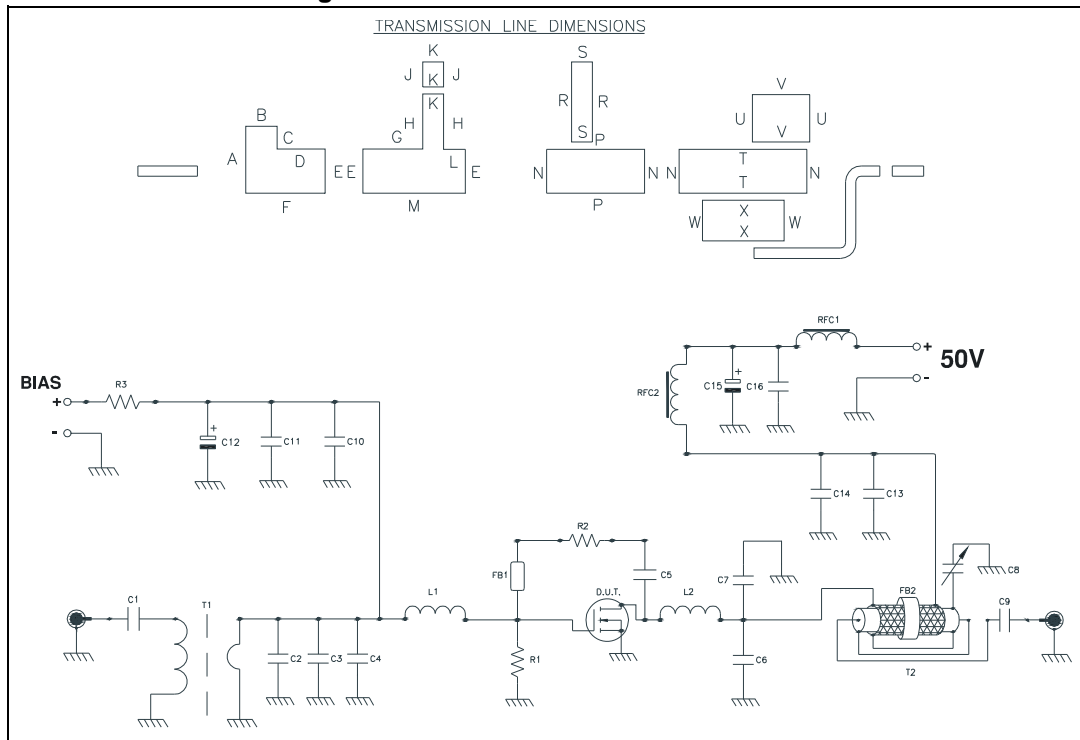 TRANSMISSION LINE DIMENSIONS
K
J K J
K
H H
G
L
E E
M
B
C
A
D
E
F
S
R R
S
P
N N
P
V
U U
V
T
N T N
X
W W
X
RFC1
+
50V
-
C15 + C16
RFC2
BIAS
R3
+
-
+
C12
C11
C10
C14
C13
R2
FB1
C5
C7
C8
D.U.T.
FB2
C9
C1
T1
L1
L2
C2
C3
C4
R1
C6
T2